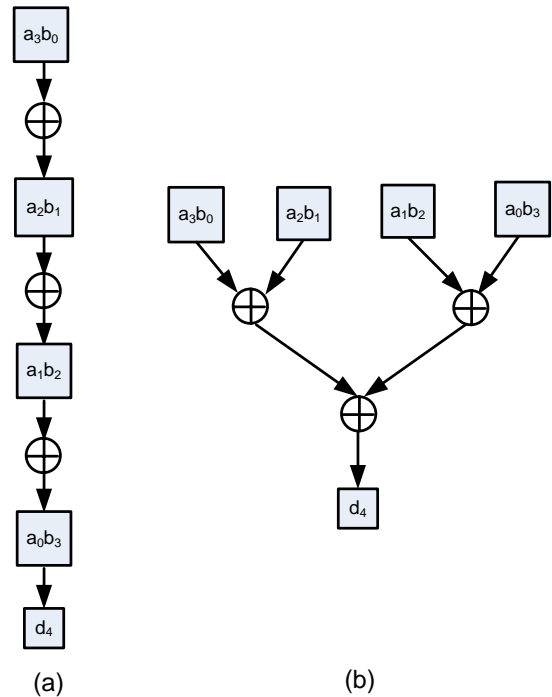 a₃b₀
a₂b₁
a₁b₂
a₀b₃
d₄
(a)
a₃b₀
a₂b₁
a₁b₂
a₀b₃
d₄
(b)